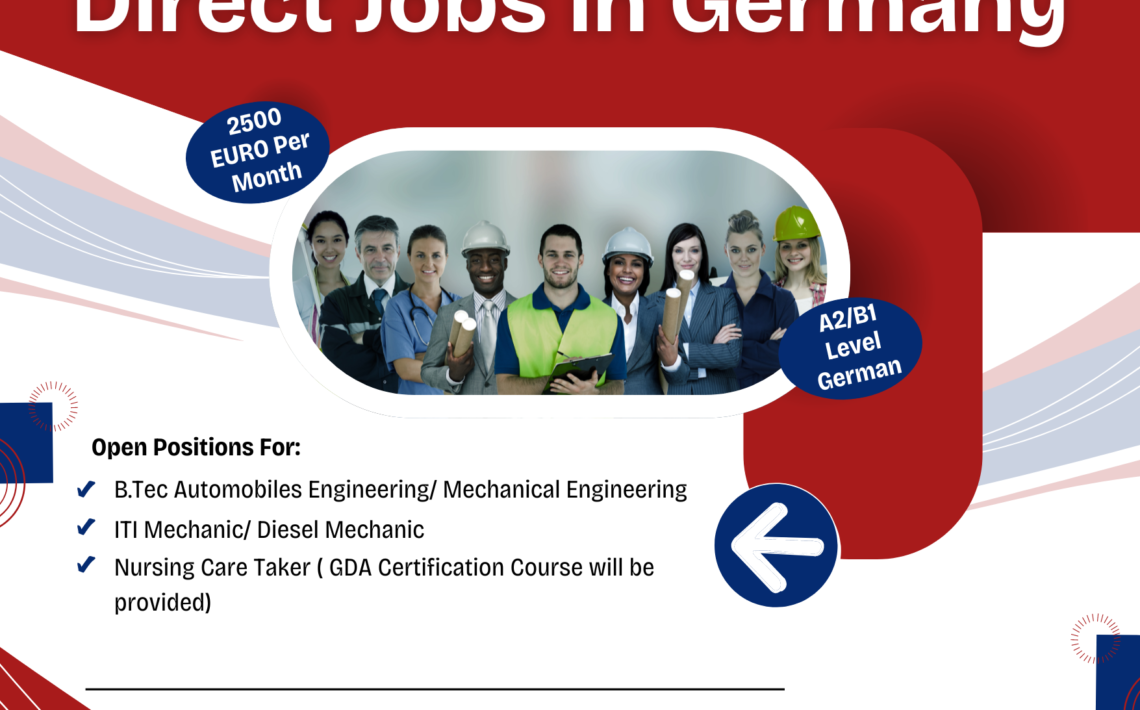 Direct Jobs in Germany
2500
EURO Per
Month
A2/B1
Level
German
Open Positions For:
B.Tec Automobiles Engineering/ Mechanical Engineering
ITI Mechanic/ Diesel Mechanic
Nursing Care Taker ( GDA Certification Course will be
provided)